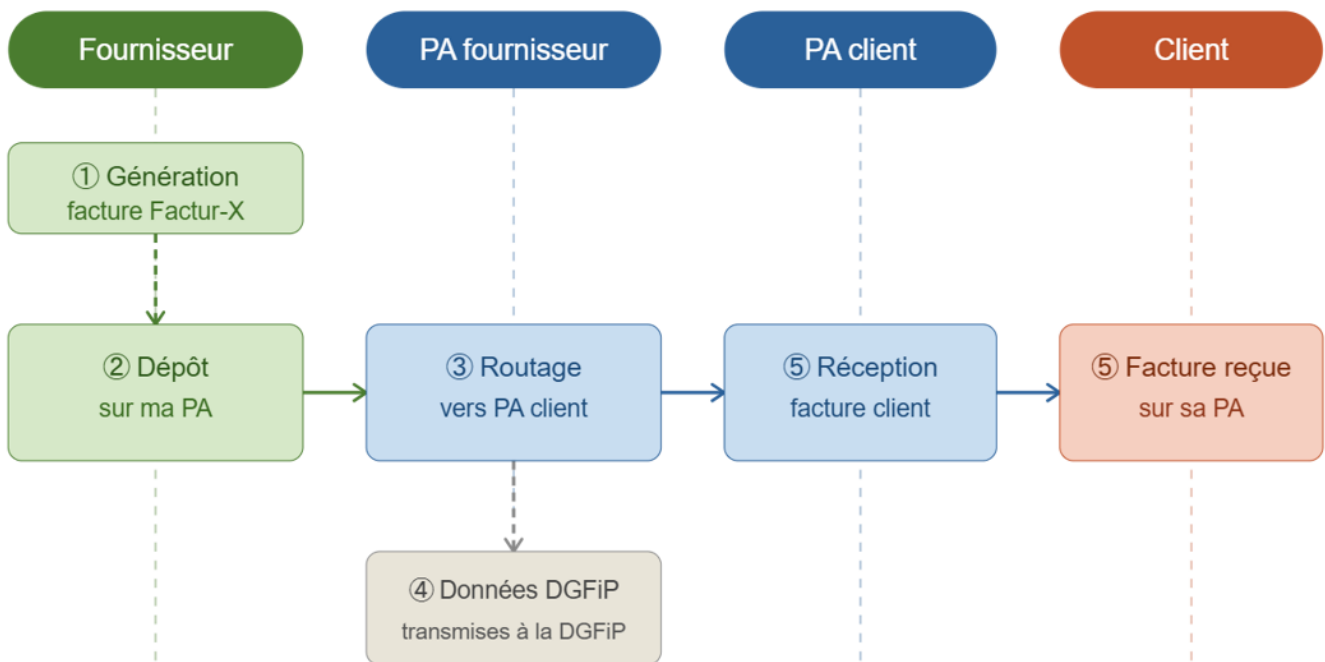 Fournisseur
PA fournisseur
PA client
Client
① Génération
facture Factur-X
② Dépôt
sur ma PA
③ Routage
vers PA client
⑤ Réception
facture client
⑤ Facture reçue
sur sa PA
④ Données DGFiP
transmises à la DGFiP